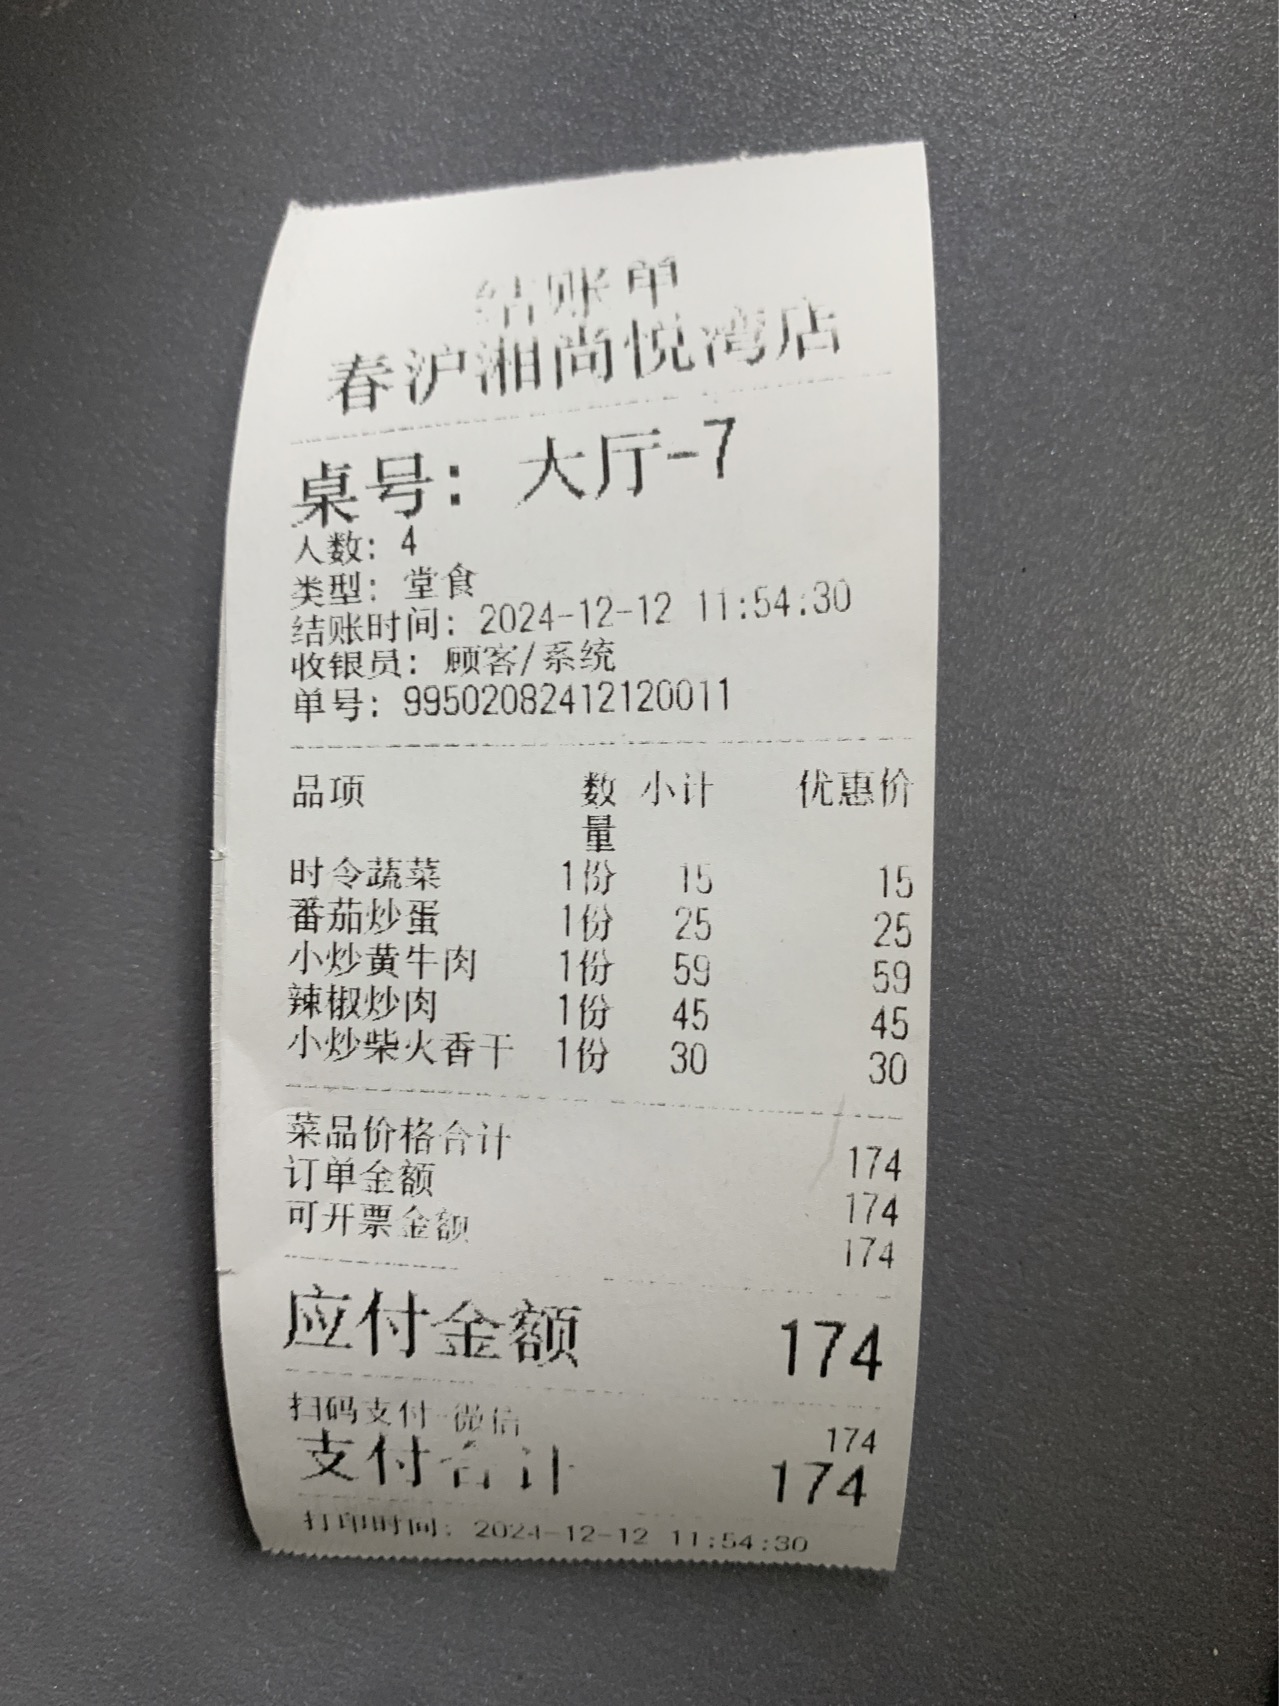 结账单
春沪湘尚悦湾店
桌号: 大厅-7
人数: 4
类型: 堂食
结账时间: 2024-12-12 11:54:30
收银员: 顾客/系统
单号: 99502082412120011
品项 数量 小计 优惠价
时令蔬菜 1份 15 15
番茄炒蛋 1份 25 25
小炒黄牛肉 1份 59 59
辣椒炒肉 1份 45 45
小炒柴火香干 1份 30 30
菜品价格合计 174
订单金额 174
可开票金额 174
应付金额 174
扫码支付-微信 174
支付合计 174
打印时间: 2024-12-12 11:54:30